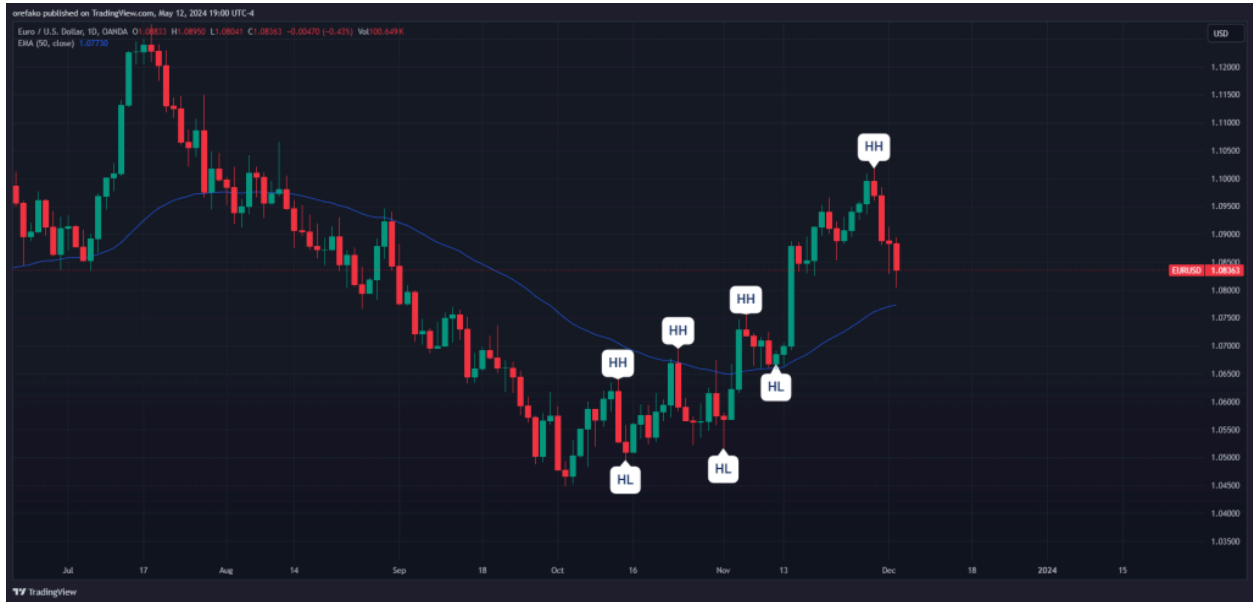 orefako published on TradingView.com, May 12, 2024 19:00 UTC-4
Euro / U.S. Dollar, 1D, OANDA O1.08833 H1.08950 L1.08041 C1.08363 −0.00470 (−0.43%) Vol100.649K
EMA (50, close) 1.07730
USD
1.12000
1.11500
1.11000
HH
1.10500
1.10000
1.09500
1.09000
EURUSD 1.08363
1.08000
HH
1.07500
HH
1.07000
HH
1.06500
HL
1.06000
1.05500
1.05000
HL
HL
1.04500
1.04000
1.03500
Jul 17 Aug 14 Sep 18 Oct 16 Nov 13 Dec 18 2024 15
TradingView